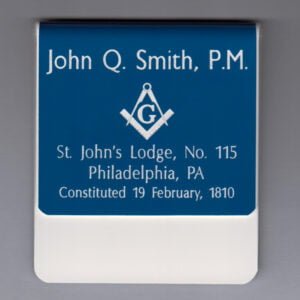 John Q. Smith, P.M.
G
St. John's Lodge, No. 115
Philadelphia, PA
Constituted 19 February, 1810